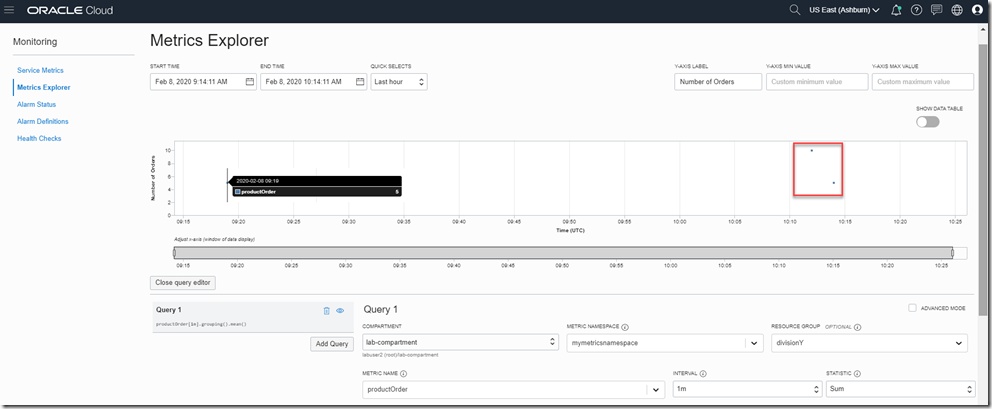 ORACLE Cloud
US East (Ashburn)
Monitoring
Service Metrics
Metrics Explorer
Alarm Status
Alarm Definitions
Health Checks
Metrics Explorer
START TIME
END TIME
QUICK SELECTS
Y-AXIS LABEL
Y-AXIS MIN VALUE
Y-AXIS MAX VALUE
Feb 8, 2020 9:14:11 AM
Feb 8, 2020 10:14:11 AM
Last hour
Number of Orders
Custom minimum value
Custom maximum value
SHOW DATA TABLE
Number of Orders
10
8
6
4
2
0
2020-02-08 09:19
productOrder 5
09:15 09:20 09:25 09:30 09:35 09:40 09:45 09:50 09:55 10:00 10:05 10:10 10:15 10:20 10:25
Time (UTC)
Adjust x-axis (window of data display)
09:15 09:20 09:25 09:30 09:35 09:40 09:45 09:50 09:55 10:00 10:05 10:10 10:15 10:20 10:25
Close query editor
Query 1
productOrder[1m].grouping().mean()
Add Query
Query 1
ADVANCED MODE
COMPARTMENT
METRIC NAMESPACE
RESOURCE GROUP OPTIONAL
lab-compartment
mymetricsnamespace
divisionY
labuser2 (root)/lab-compartment
METRIC NAME
INTERVAL
STATISTIC
productOrder
1m
Sum